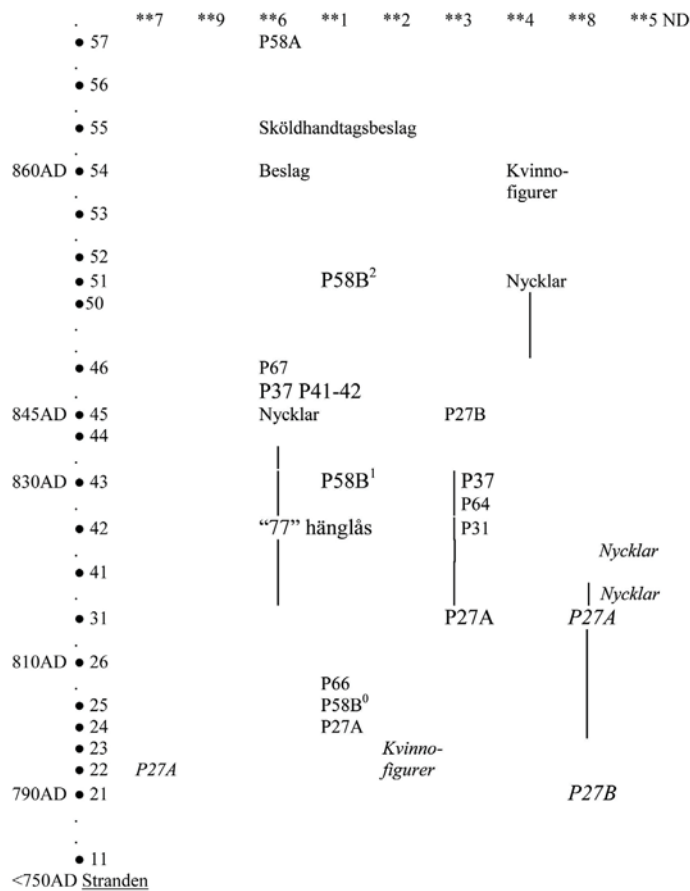 **7 **9 **6 **1 **2 **3 **4 **8 **5 ND
57 P58A
56
55 Sköldhandtagsbeslag
860AD 54 Beslag Kvinno-
figurer
53
52
51 P58B² Nycklar
50
46 P67
P37 P41-42
845AD 45 Nycklar P27B
44
830AD 43 P58B¹ P37
P64
42 “77” hänglås P31
Nycklar
41
Nycklar
31 P27A P27A
810AD 26
P66
25 P58B⁰
24 P27A
23 Kvinno-
22 P27A figurer
790AD 21 P27B
11
<750AD Stranden